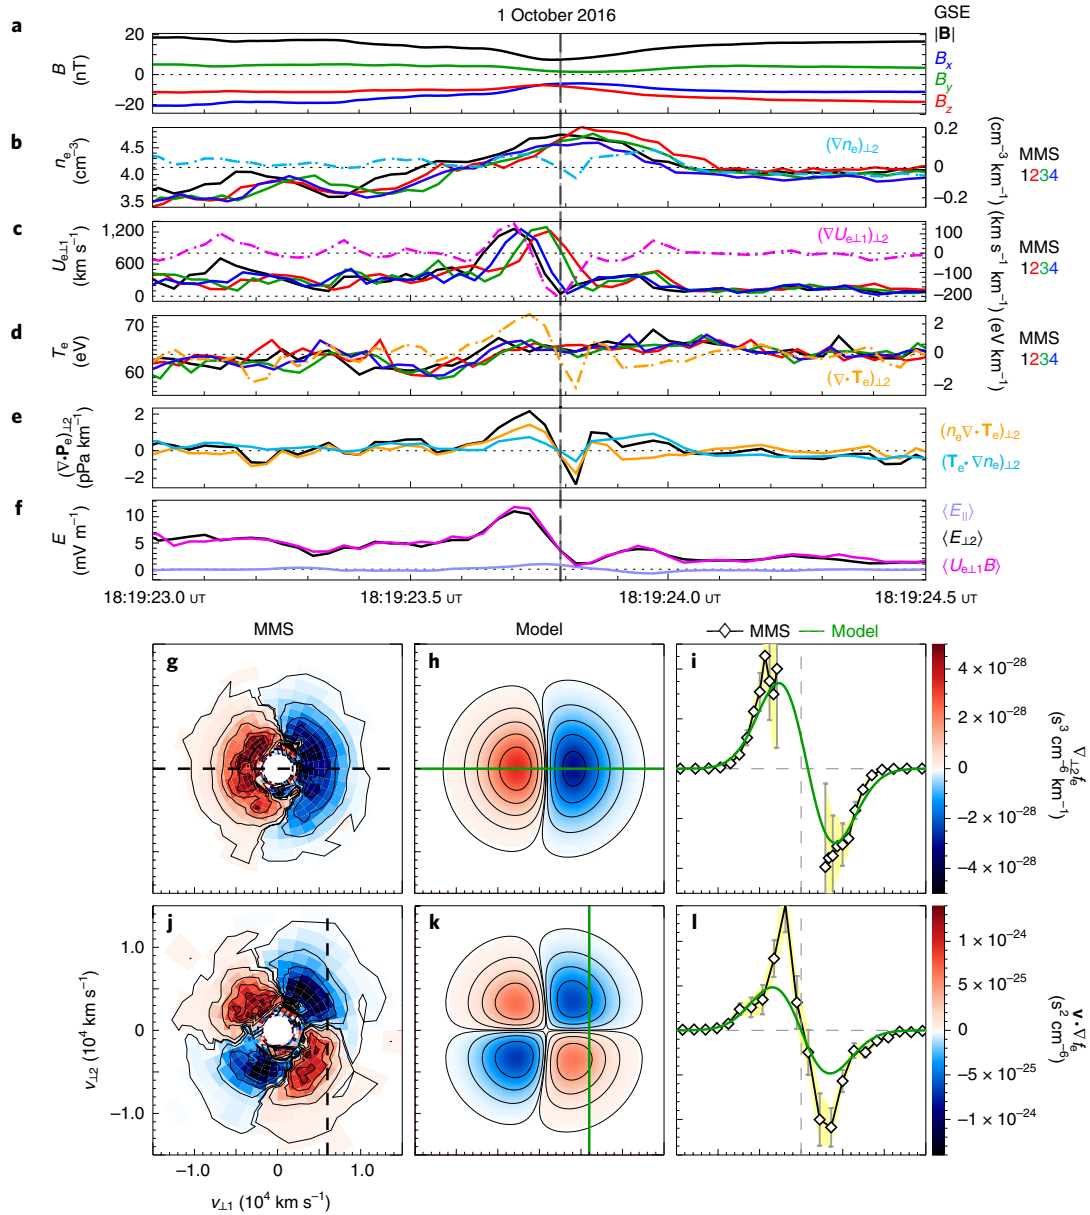 1 October 2016
GSE
a
B
(nT)
20
0
−20
|B|
Bx
By
Bz
b
ne
(cm−3)
4.5
4.0
3.5
(∇ne)⊥2
0.2
0
−0.2
(cm−3 km−1)
MMS
1234
c
Ue⊥1
(km s−1)
1,200
600
0
(∇Ue⊥1)⊥2
100
0
−100
−200
(km s−1 km−1)
MMS
1234
d
Te
(eV)
70
60
(∇• Te)⊥2
2
0
−2
(eV km−1)
MMS
1234
e
(∇•Pe)⊥2
(pPa km−1)
2
0
−2
(ne∇• Te)⊥2
(Te• ∇ne)⊥2
f
E
(mV m−1)
10
5
0
⟨E||⟩
⟨E⊥2⟩
⟨Ue⊥1B⟩
18:19:23.0 UT
18:19:23.5 UT
18:19:24.0 UT
18:19:24.5 UT
MMS
Model
MMS Model
g
h
i
4 × 10−28
2 × 10−28
0
−2 × 10−28
−4 × 10−28
∇⊥2fe
(s3 cm−6 km−1)
j
k
l
v⊥2 (104 km s−1)
1.0
0
−1.0
1 × 10−24
5 × 10−25
0
−5 × 10−25
−1 × 10−24
v • ∇fe
(s2 cm−6)
−1.0
0
1.0
v⊥1 (104 km s−1)